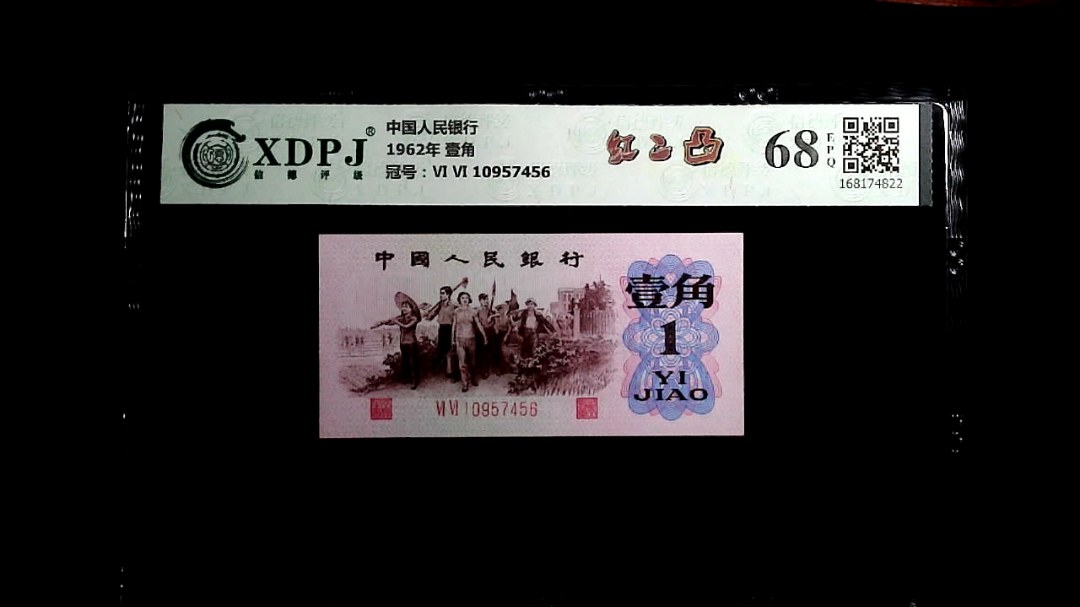 XDPJ®
信德评级
中国人民银行
1962年 壹角
冠号：VI VI 10957456
红二凸
68
EPQ
168174822
中國人民銀行
壹角
1
YI
JIAO
VI VI 10957456